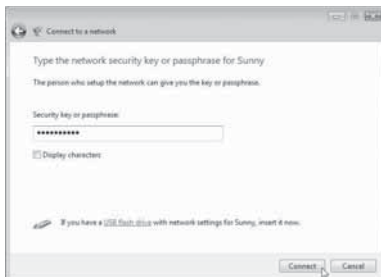 Connect to a network
Type the network security key or passphrase for Sunny
The person who setup the network can give you the key or passphrase.
Security key or passphrase:
••••••••••
Display characters
If you have a USB flash drive with network settings for Sunny, insert it now.
Connect Cancel